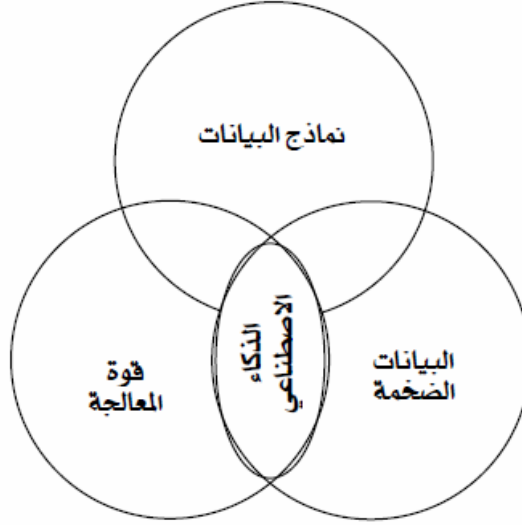 نماذج البيانات
قوة
المعالجة
الذكاء
الاصطناعي
البيانات
الضخمة